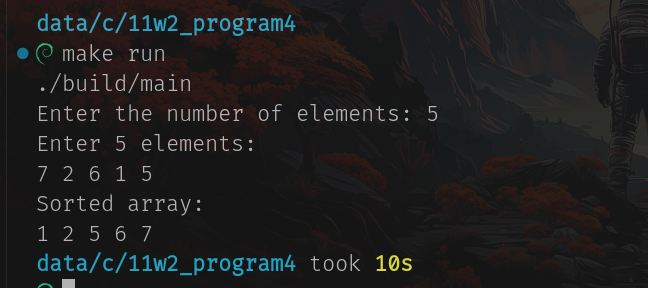 data/c/11w2_program4
make run
./build/main
Enter the number of elements: 5
Enter 5 elements:
7 2 6 1 5
Sorted array:
1 2 5 6 7
data/c/11w2_program4 took 10s